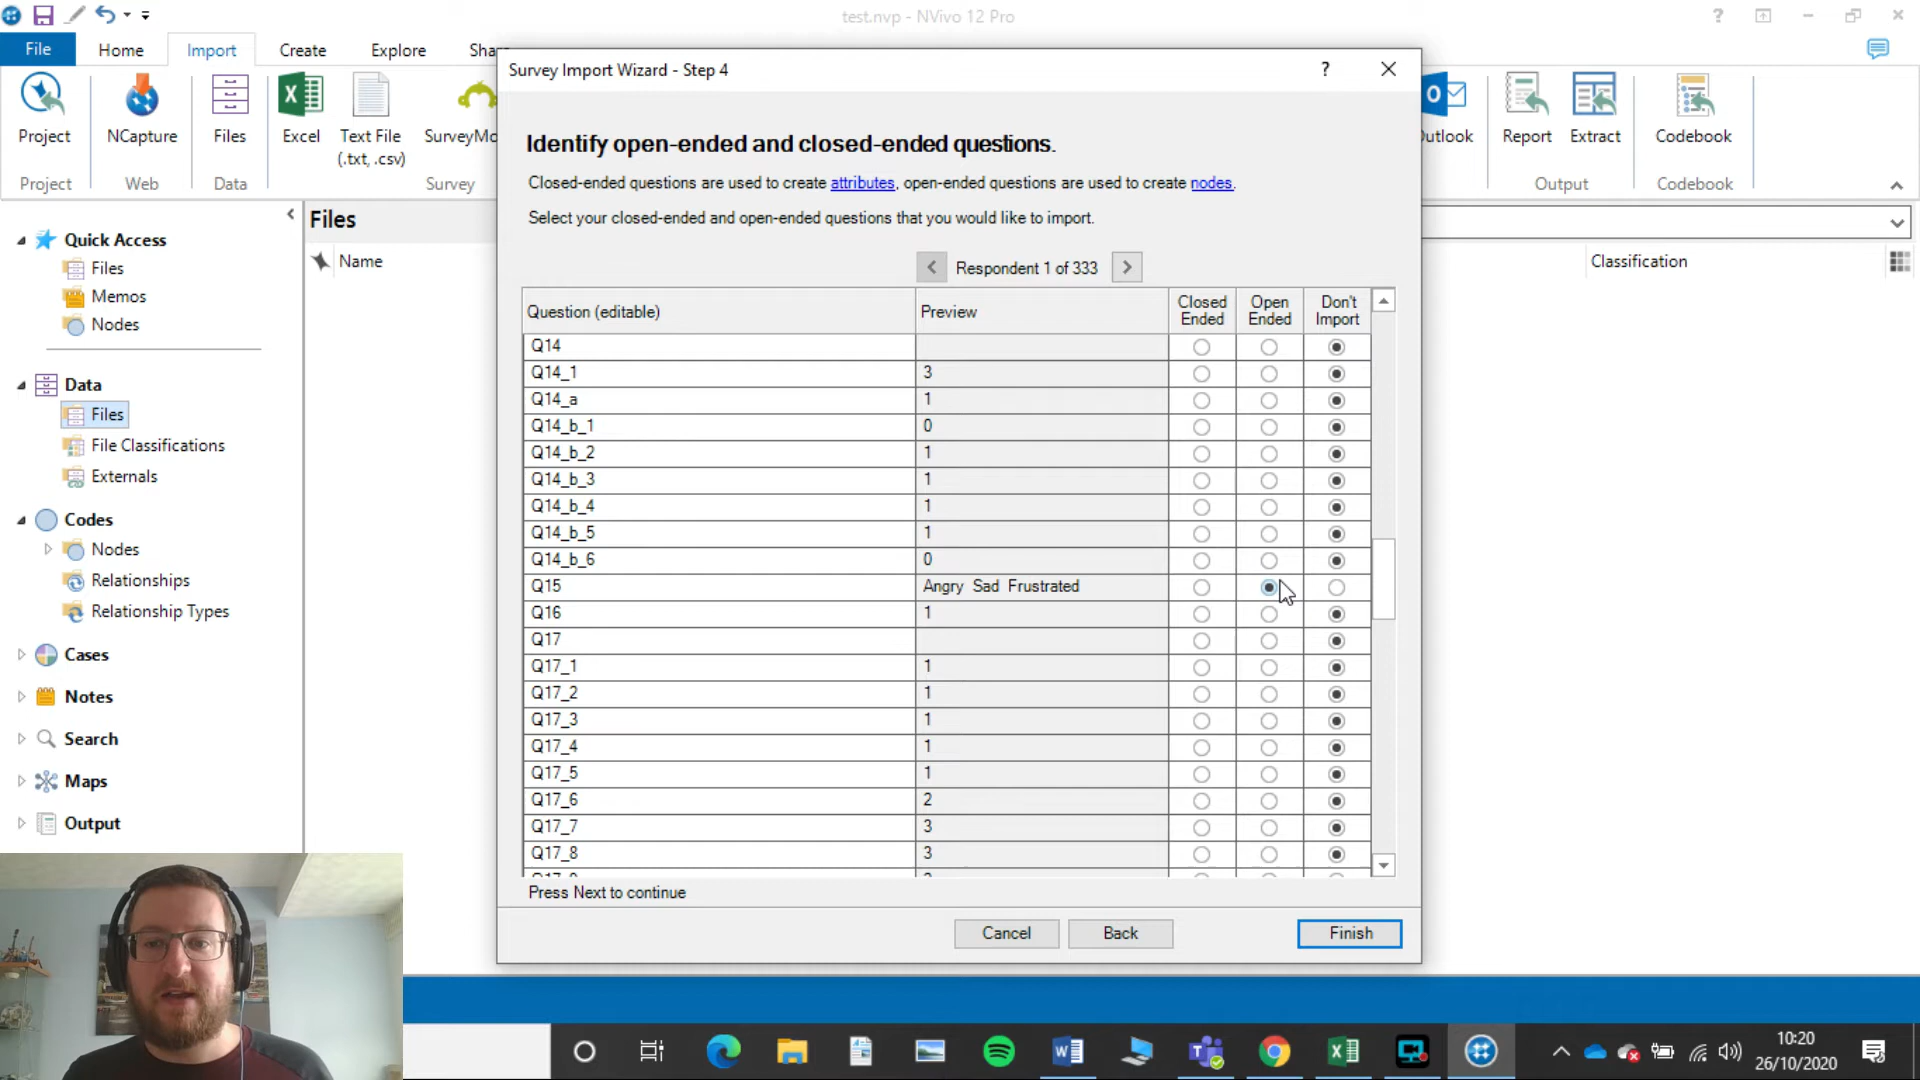 test.nvp - NVivo 12 Pro
?
File
Home
Import
Create
Explore
Shar
Project
NCapture
Files
Excel
Text File
(.txt, .csv)
SurveyMo
Outlook
Report
Extract
Codebook
Project
Web
Data
Survey
Output
Codebook
Survey Import Wizard - Step 4
?
Identify open-ended and closed-ended questions.
Closed-ended questions are used to create attributes, open-ended questions are used to create nodes.
Select your closed-ended and open-ended questions that you would like to import.
Respondent 1 of 333
Question (editable)
Preview
Closed Ended
Open Ended
Don't Import
Q14
Q14_1 3
Q14_a 1
Q14_b_1 0
Q14_b_2 1
Q14_b_3 1
Q14_b_4 1
Q14_b_5 1
Q14_b_6 0
Q15 Angry Sad Frustrated
Q16 1
Q17
Q17_1 1
Q17_2 1
Q17_3 1
Q17_4 1
Q17_5 1
Q17_6 2
Q17_7 3
Q17_8 3
Press Next to continue
Cancel
Back
Finish
Quick Access
Files
Memos
Nodes
Data
Files
File Classifications
Externals
Codes
Nodes
Relationships
Relationship Types
Cases
Notes
Search
Maps
Output
Files
Name
Classification
10:20
26/10/2020